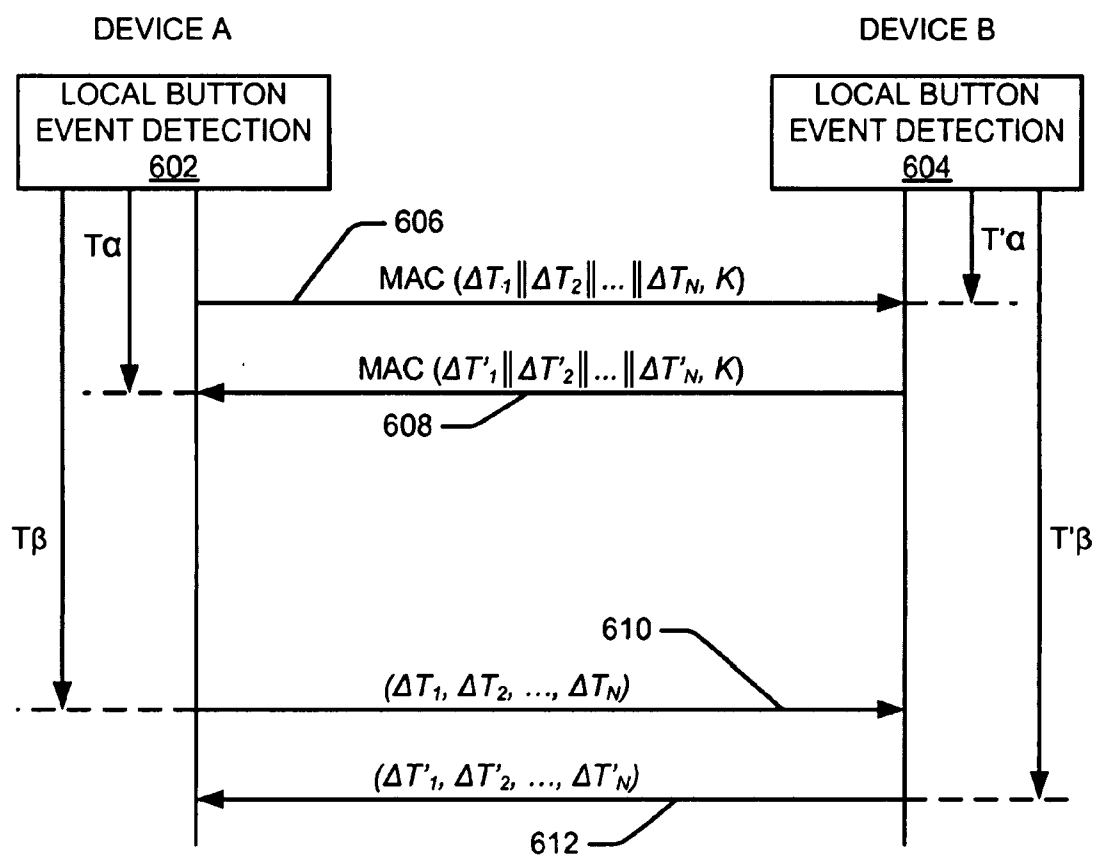 DEVICE A
DEVICE B
LOCAL BUTTON
EVENT DETECTION
602
LOCAL BUTTON
EVENT DETECTION
604
606
Tα
T'α
MAC (ΔT1||ΔT2||...||ΔTN, K)
MAC (ΔT'1||ΔT'2||...||ΔT'N, K)
608
Tβ
T'β
610
(ΔT1, ΔT2, ..., ΔTN)
(ΔT'1, ΔT'2, ..., ΔT'N)
612